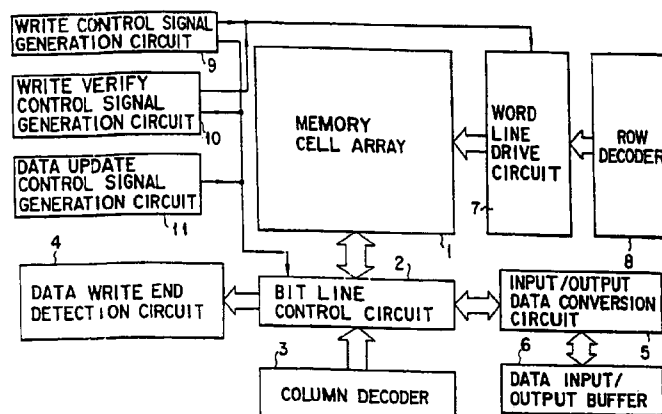 WRITE CONTROL SIGNAL
GENERATION CIRCUIT
9
WRITE VERIFY
CONTROL SIGNAL
GENERATION CIRCUIT
10
DATA UPDATE
CONTROL SIGNAL
GENERATION CIRCUIT
11
MEMORY
CELL ARRAY
1
WORD
LINE
DRIVE
CIRCUIT
7
ROW
DECODER
8
4
DATA WRITE END
DETECTION CIRCUIT
2
BIT LINE
CONTROL CIRCUIT
INPUT/OUTPUT
DATA CONVERSION
CIRCUIT
5
3
COLUMN DECODER
6
DATA INPUT/
OUTPUT BUFFER